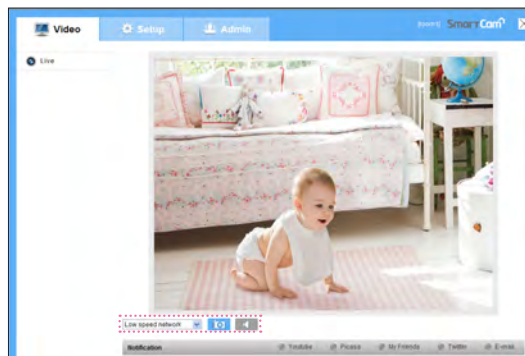 Video
Setup
Admin
SmartCam
Live
Low speed network
Notification
Youtube
Picasa
My Friends
Twitter
E-mail